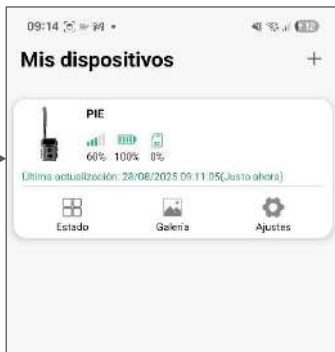 09:14
Mis dispositivos
PIE
60% 100% 0%
Última actualización: 28/08/2025 09:11:05(Justo ahora)
Estado Galería Ajustes